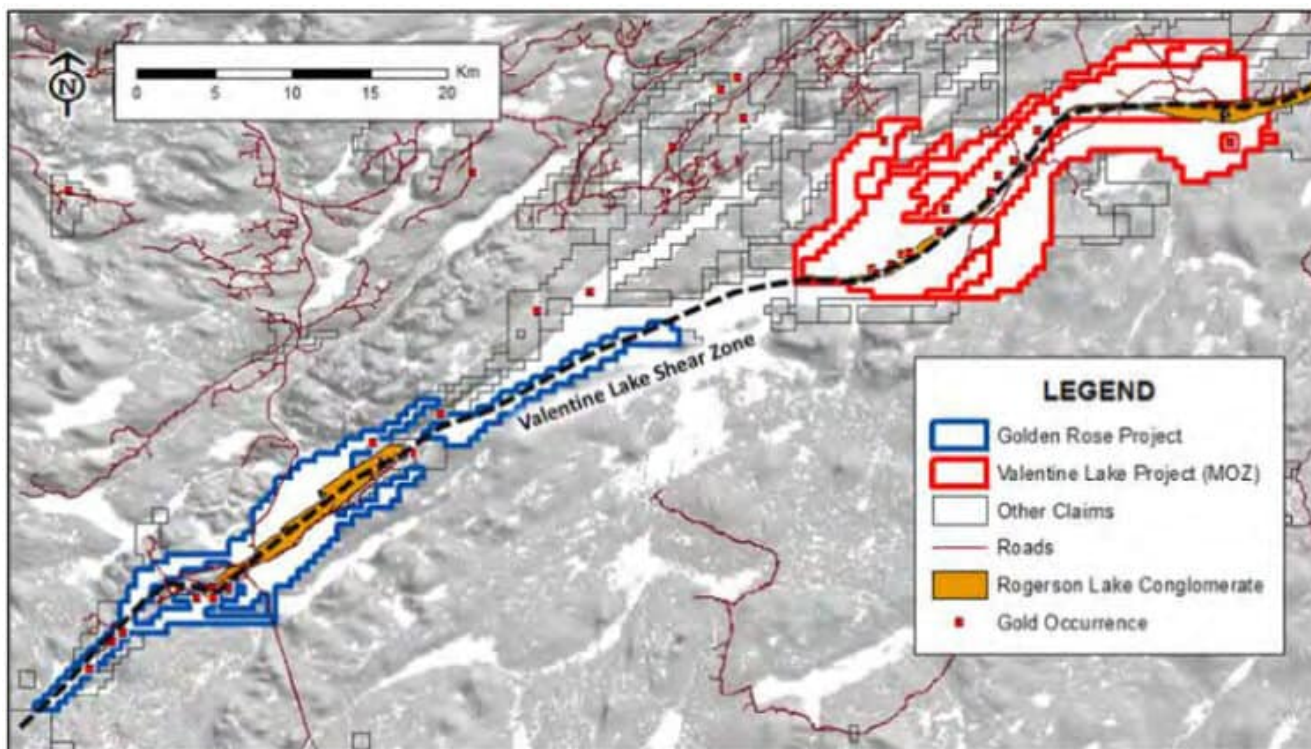 N
Km
0 5 10 15 20
Valentine Lake Shear Zone
LEGEND
Golden Rose Project
Valentine Lake Project (MOZ)
Other Claims
Roads
Rogerson Lake Conglomerate
Gold Occurrence